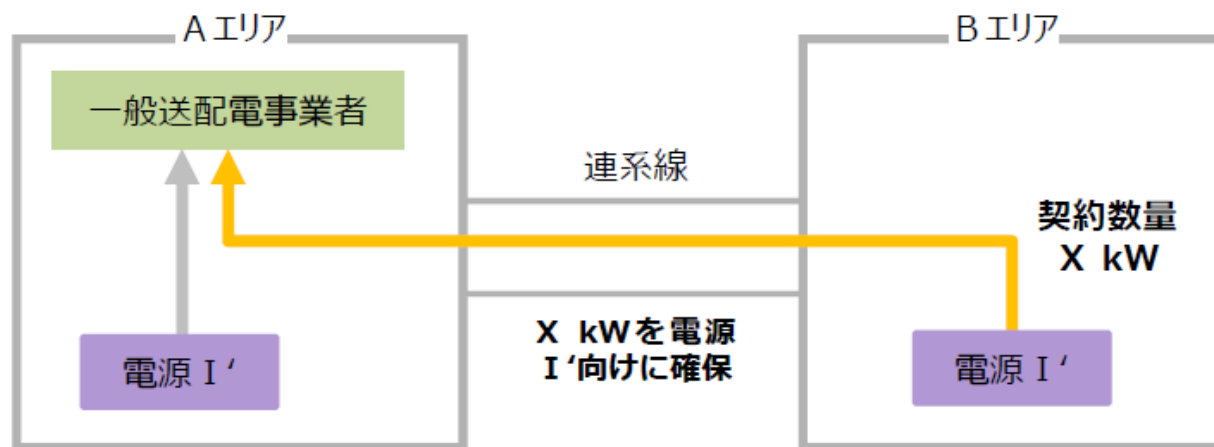 Aエリア
Bエリア
一般送配電事業者
連系線
契約数量
X kW
X kWを電源
I‘向けに確保
電源I‘
電源I‘